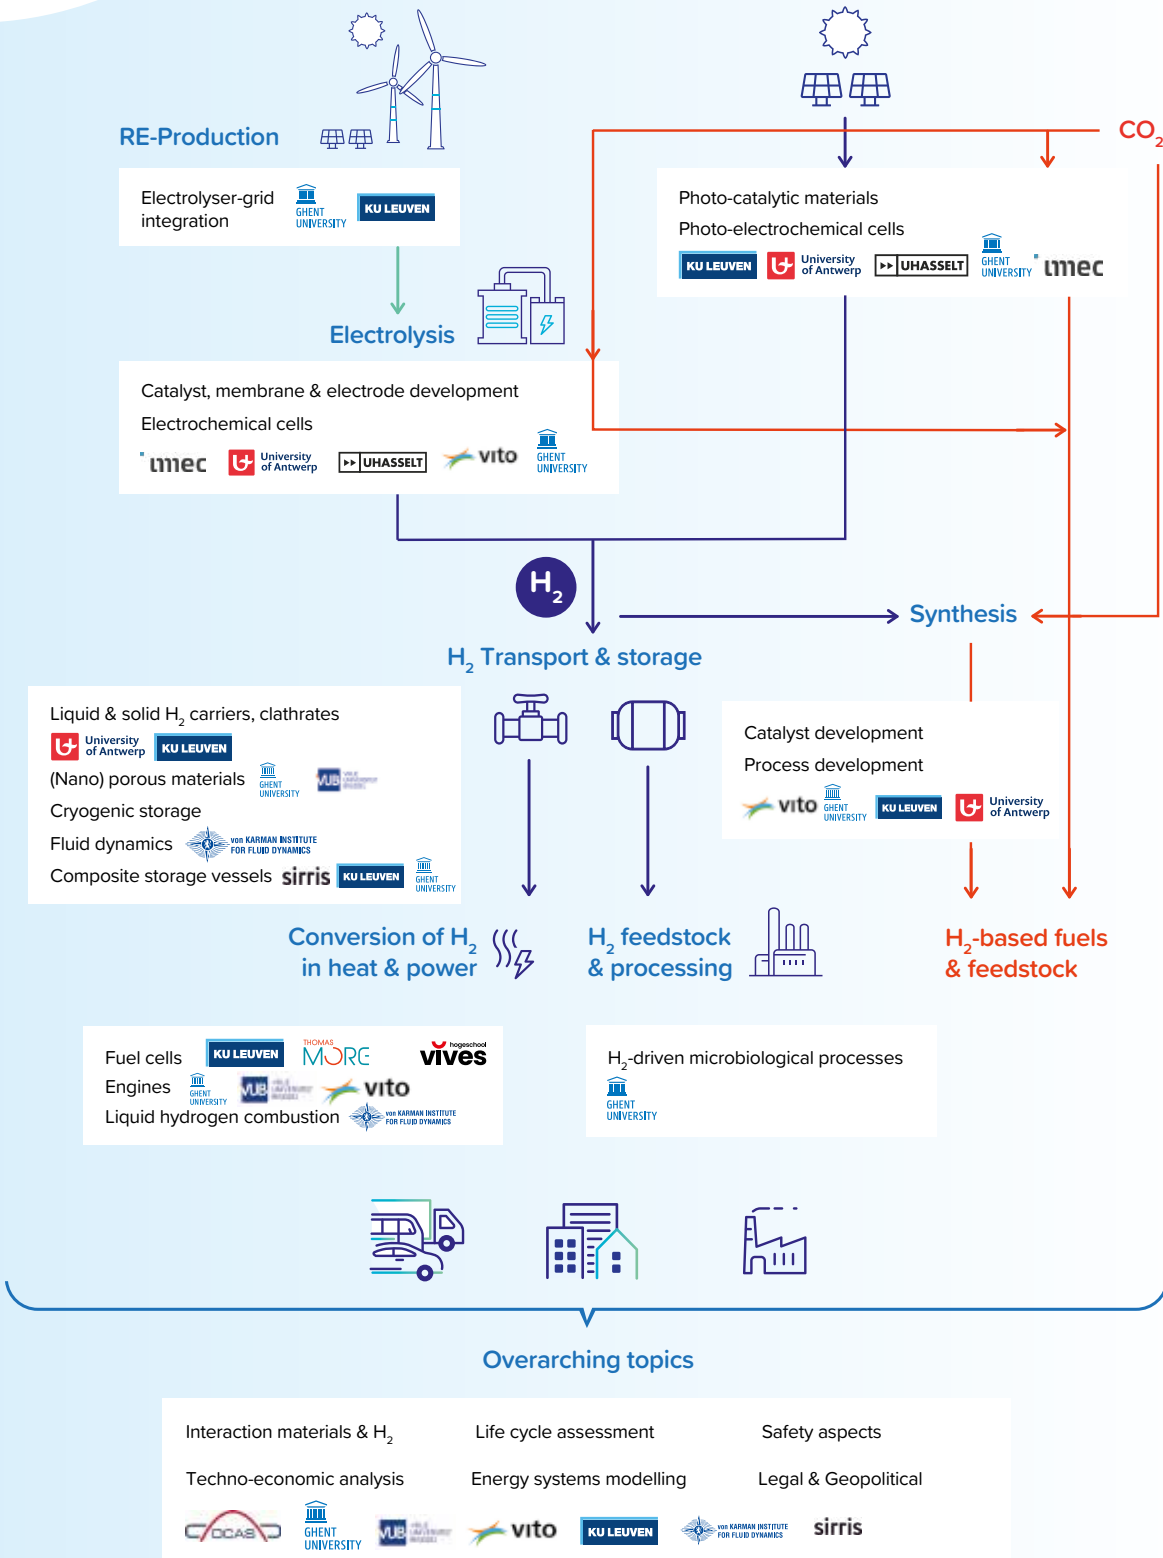 RE-Production
CO2
Electrolyser-grid
integration
GHENT
UNIVERSITY
KU LEUVEN
Photo-catalytic materials
Photo-electrochemical cells
KU LEUVEN
University
of Antwerp
UHASSELT
GHENT
UNIVERSITY
imec
Electrolysis
Catalyst, membrane & electrode development
Electrochemical cells
imec
University
of Antwerp
UHASSELT
vito
GHENT
UNIVERSITY
H2
Synthesis
H2 Transport & storage
Liquid & solid H2 carriers, clathrates
University
of Antwerp
KU LEUVEN
(Nano) porous materials
GHENT
UNIVERSITY
VUB
Cryogenic storage
Fluid dynamics
von KARMAN INSTITUTE
FOR FLUID DYNAMICS
Composite storage vessels
sirris
KU LEUVEN
GHENT
UNIVERSITY
Catalyst development
Process development
vito
GHENT
UNIVERSITY
KU LEUVEN
University
of Antwerp
Conversion of H2
in heat & power
H2 feedstock
& processing
H2-based fuels
& feedstock
Fuel cells
KU LEUVEN
THOMAS
MORE
hogeschool
vives
Engines
GHENT
UNIVERSITY
VUB
vito
Liquid hydrogen combustion
von KARMAN INSTITUTE
FOR FLUID DYNAMICS
H2-driven microbiological processes
GHENT
UNIVERSITY
Overarching topics
Interaction materials & H2
Life cycle assessment
Safety aspects
Techno-economic analysis
Energy systems modelling
Legal & Geopolitical
OCAS
GHENT
UNIVERSITY
VUB
vito
KU LEUVEN
von KARMAN INSTITUTE
FOR FLUID DYNAMICS
sirris